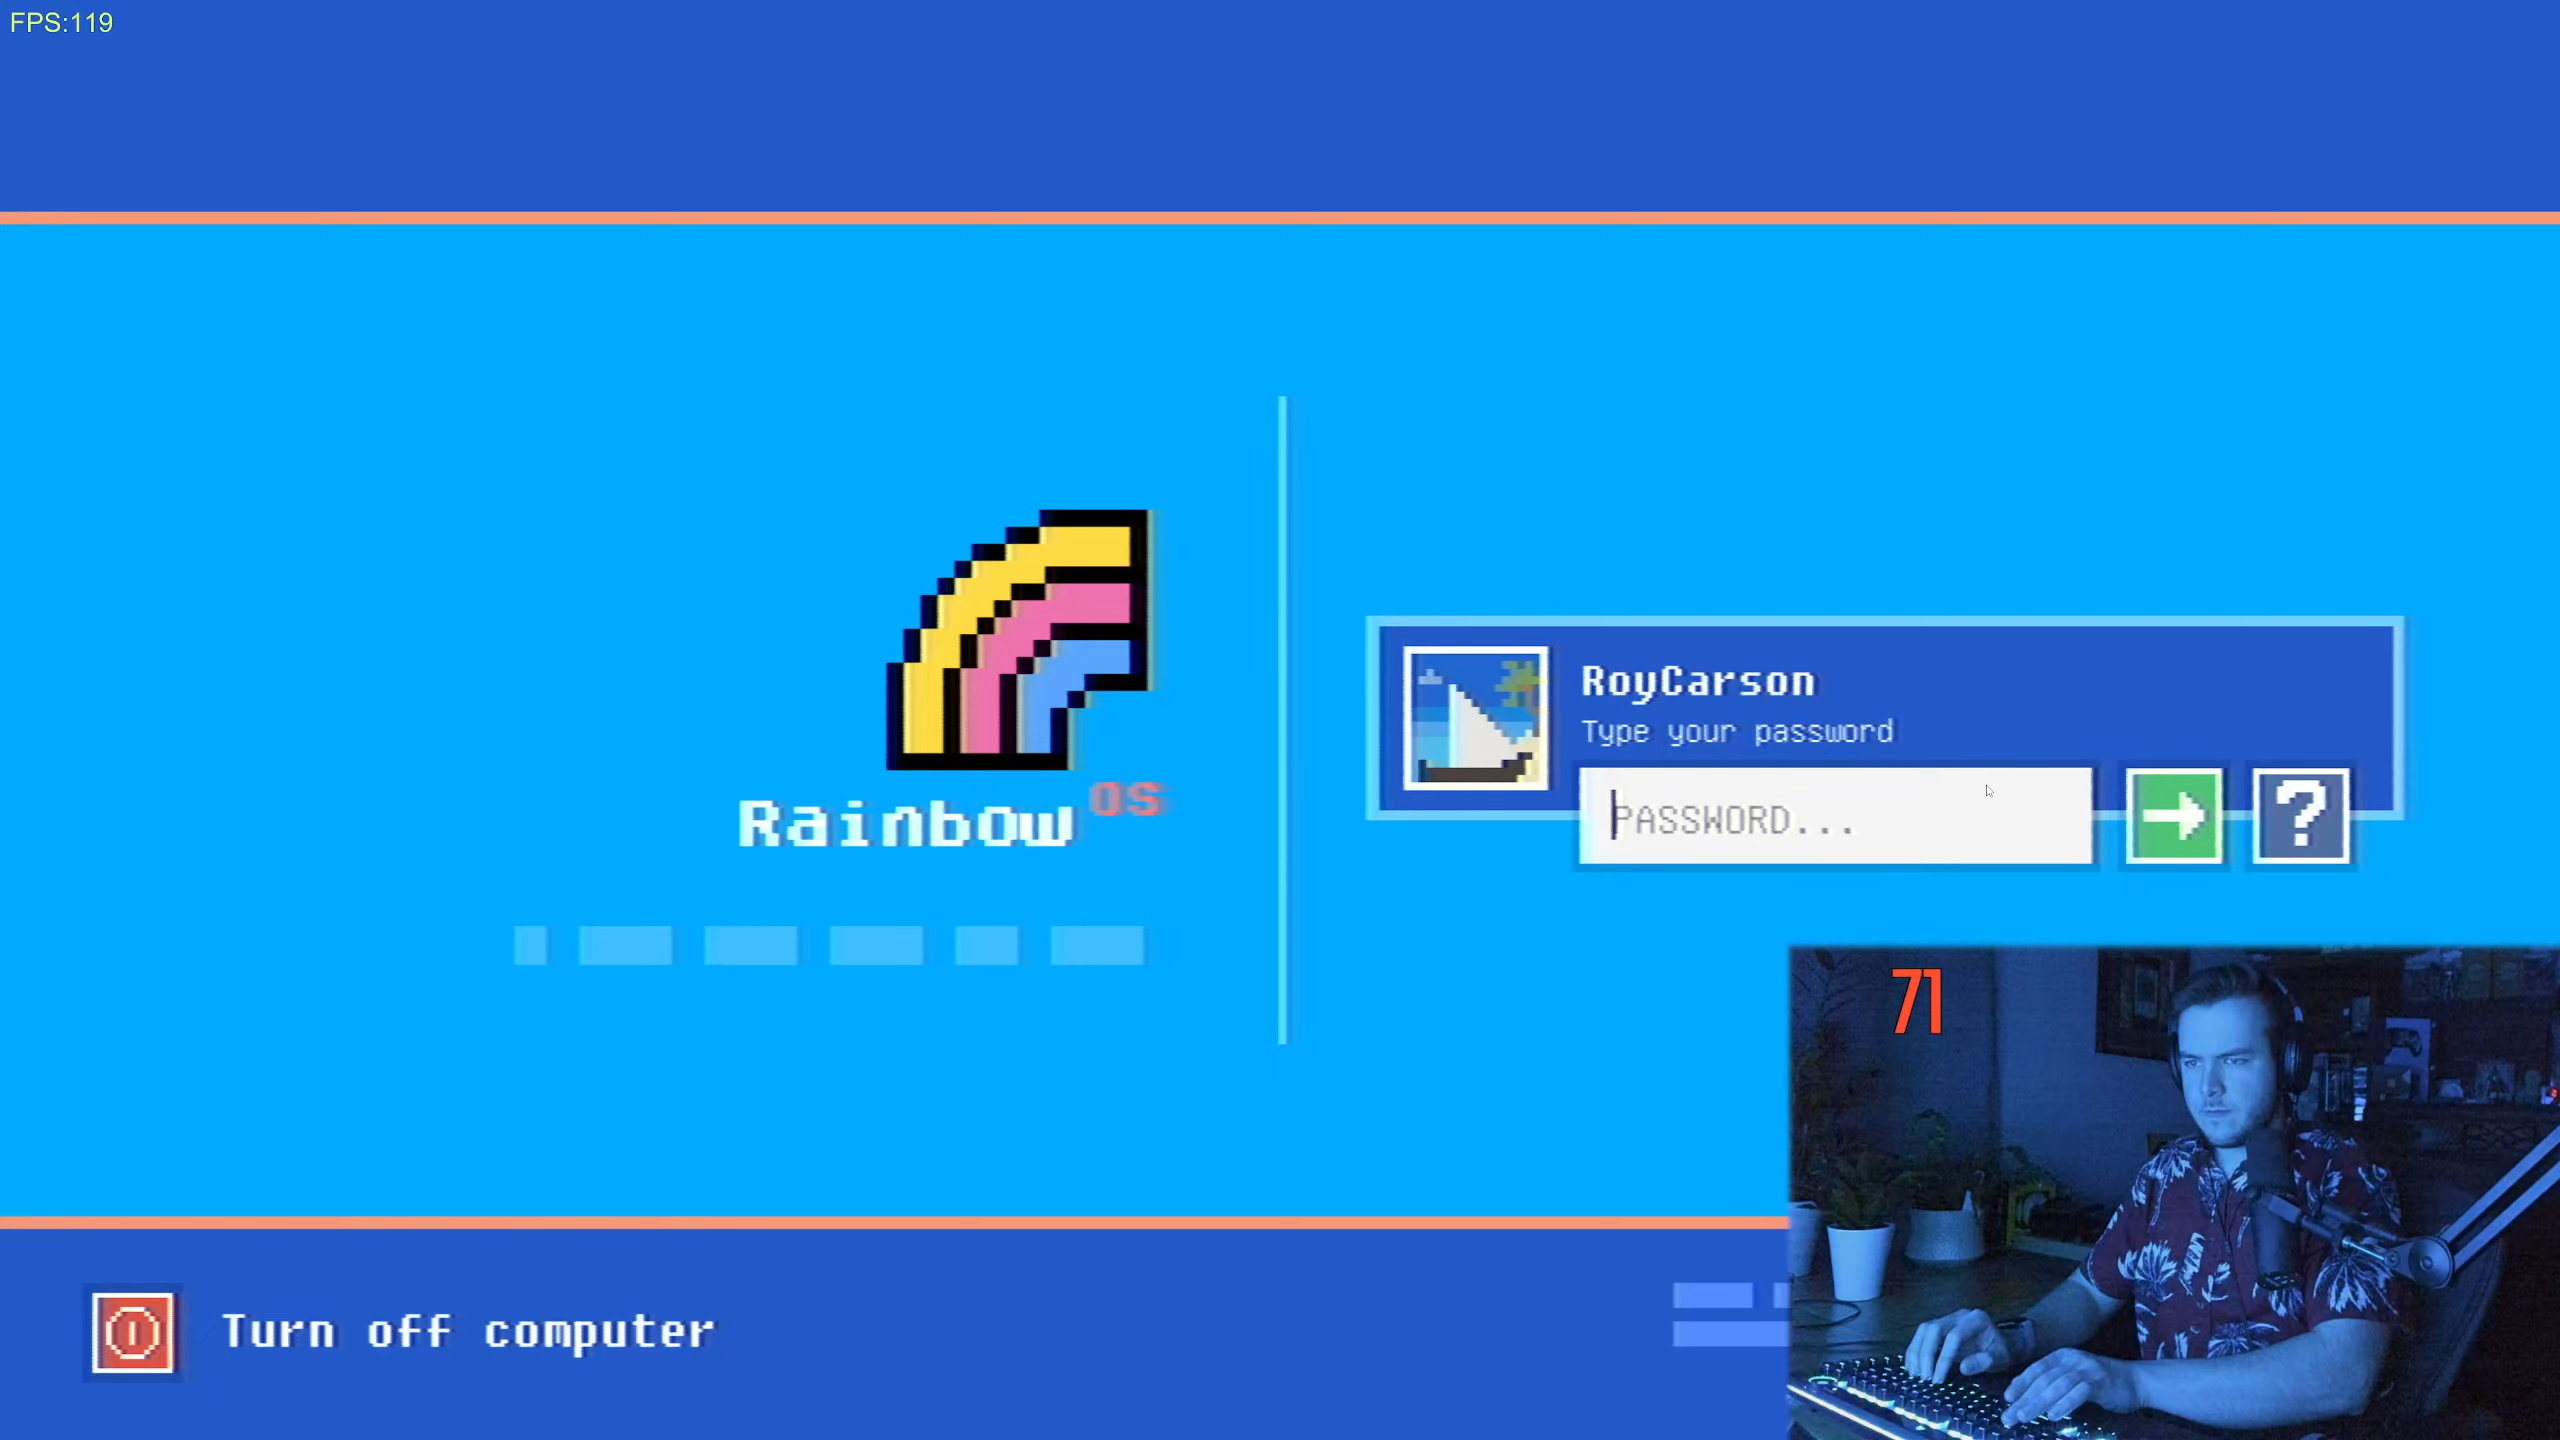 FPS:119
Rainbow OS
RoyCarson
Type your password
PASSWORD...
?
71
Turn off computer